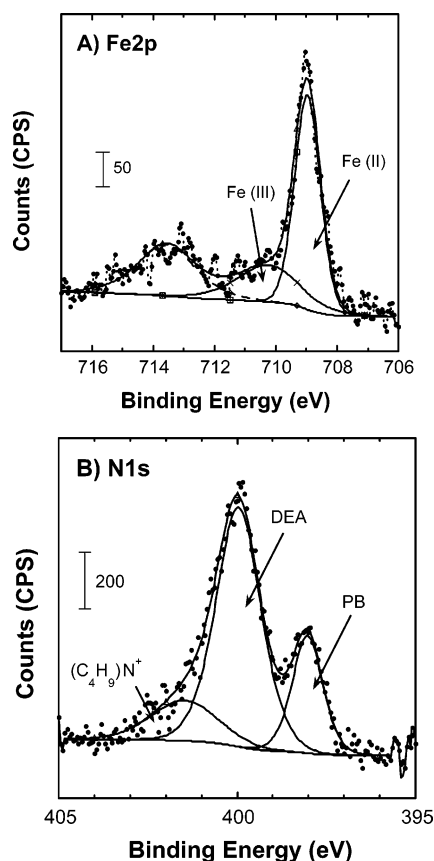 A) Fe2p
Counts (CPS)
50
Fe (III)
Fe (II)
716 714 712 710 708 706
Binding Energy (eV)
B) N1s
Counts (CPS)
200
DEA
PB
(C₄H₉)N⁺
405 400 395
Binding Energy (eV)